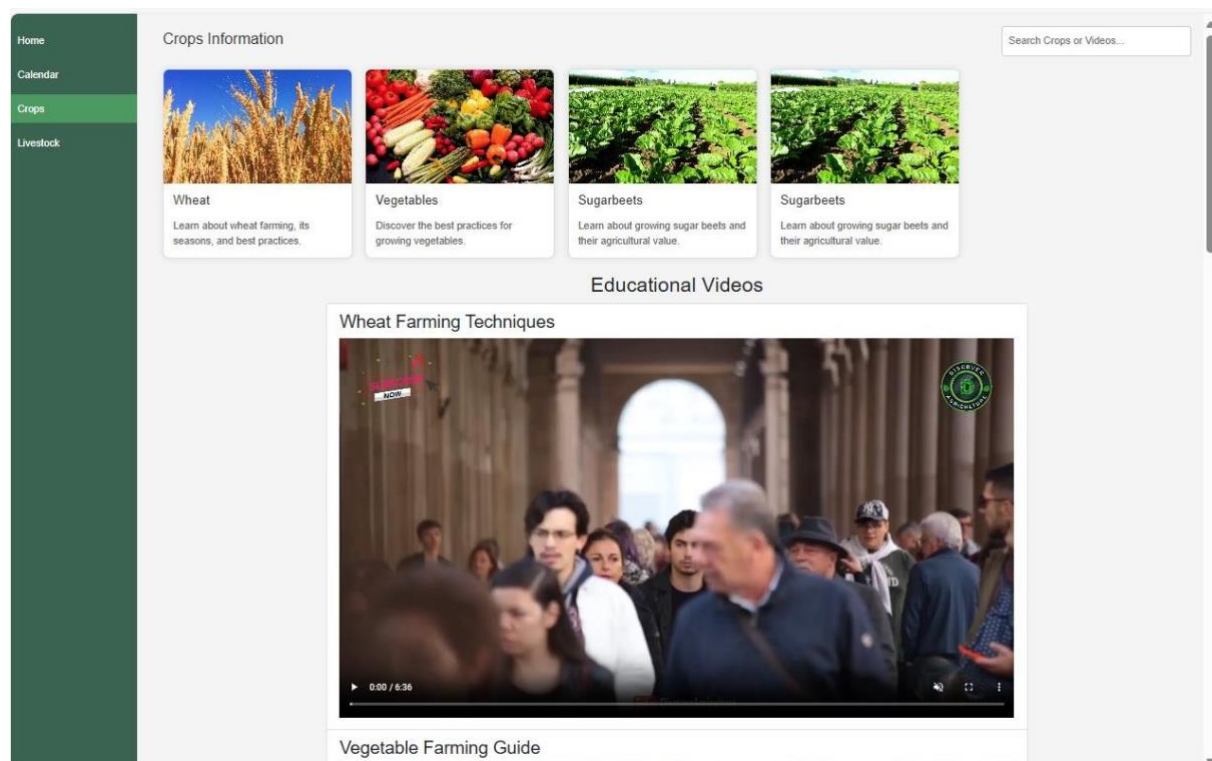 Home
Calendar
Crops
Livestock
Crops Information
Search Crops or Videos...
Wheat
Learn about wheat farming, its
seasons, and best practices.
Vegetables
Discover the best practices for
growing vegetables.
Sugarbeets
Learn about growing sugar beets and
their agricultural value.
Sugarbeets
Learn about growing sugar beets and
their agricultural value.
Educational Videos
Wheat Farming Techniques
NOW
DISCOVER
AGRICULTURE
0:00 / 6:36
Vegetable Farming Guide